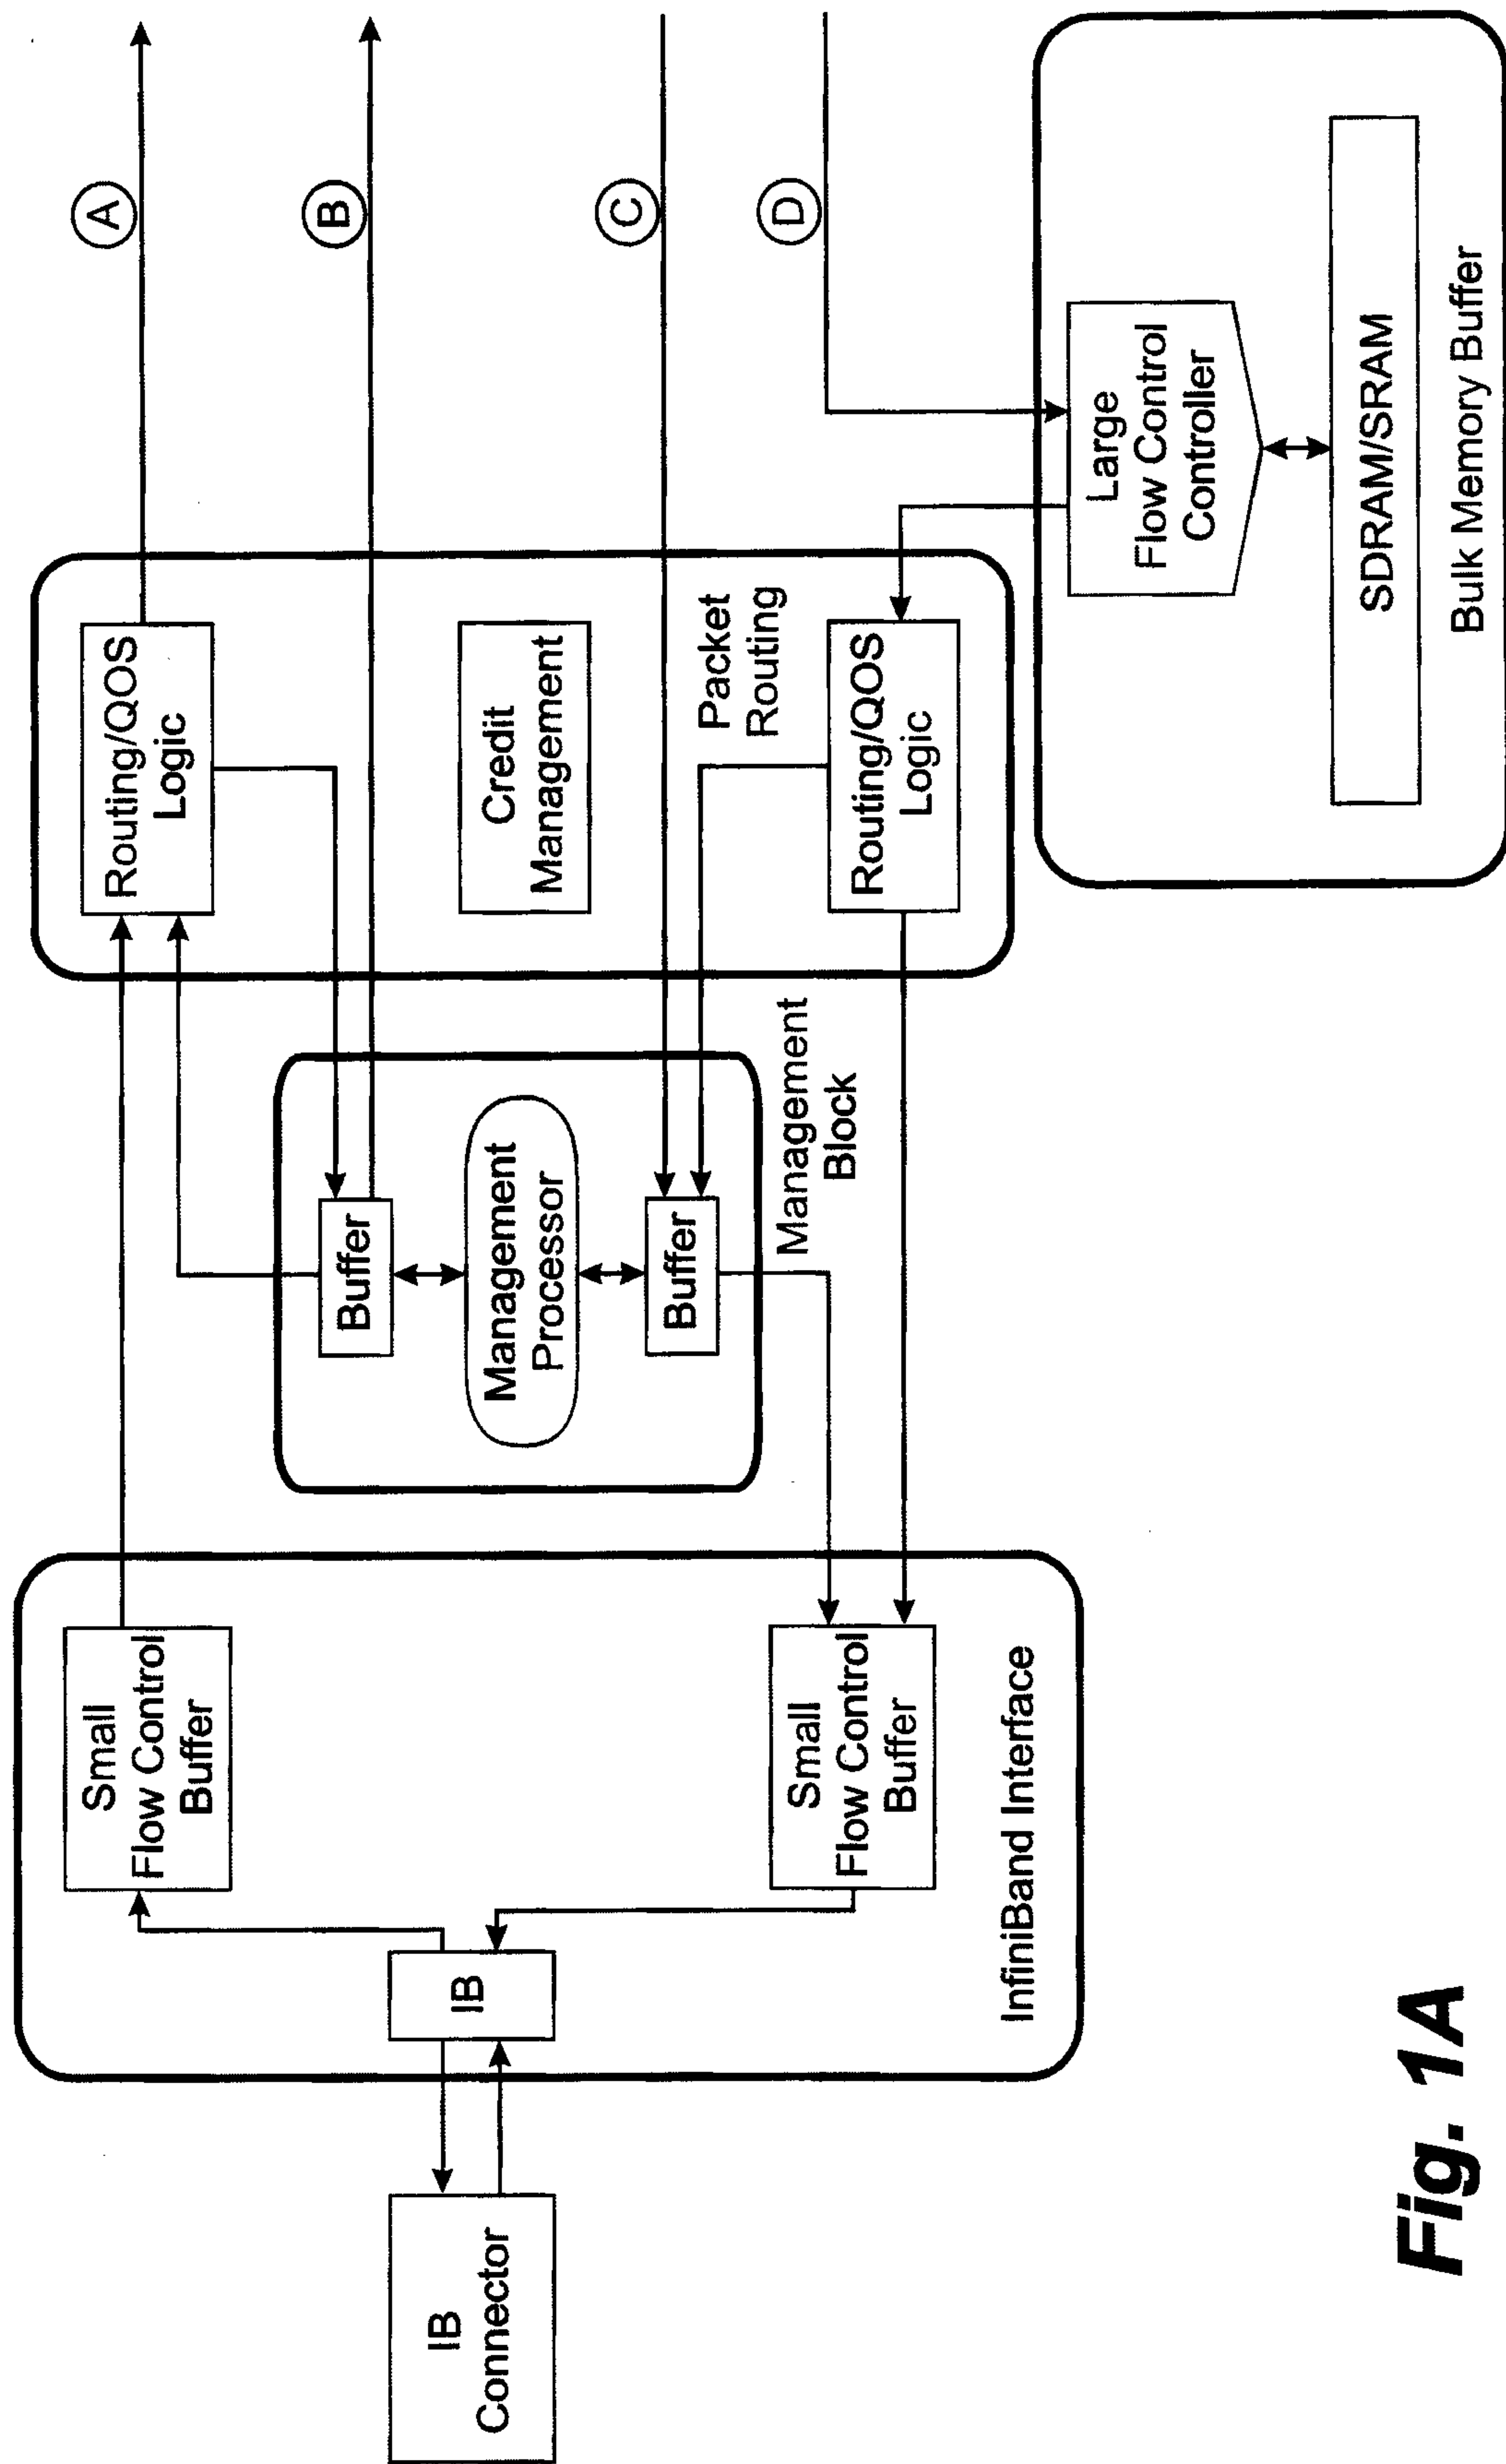 IB
Connector
IB
Small
Flow Control
Buffer
Small
Flow Control
Buffer
InfiniBand Interface
Buffer
Management
Processor
Buffer
Management
Block
Routing/QOS
Logic
Credit
Management
Packet
Routing
Routing/QOS
Logic
A
B
C
D
Large
Flow Control
Controller
SDRAM/SRAM
Bulk Memory Buffer
Fig. 1A